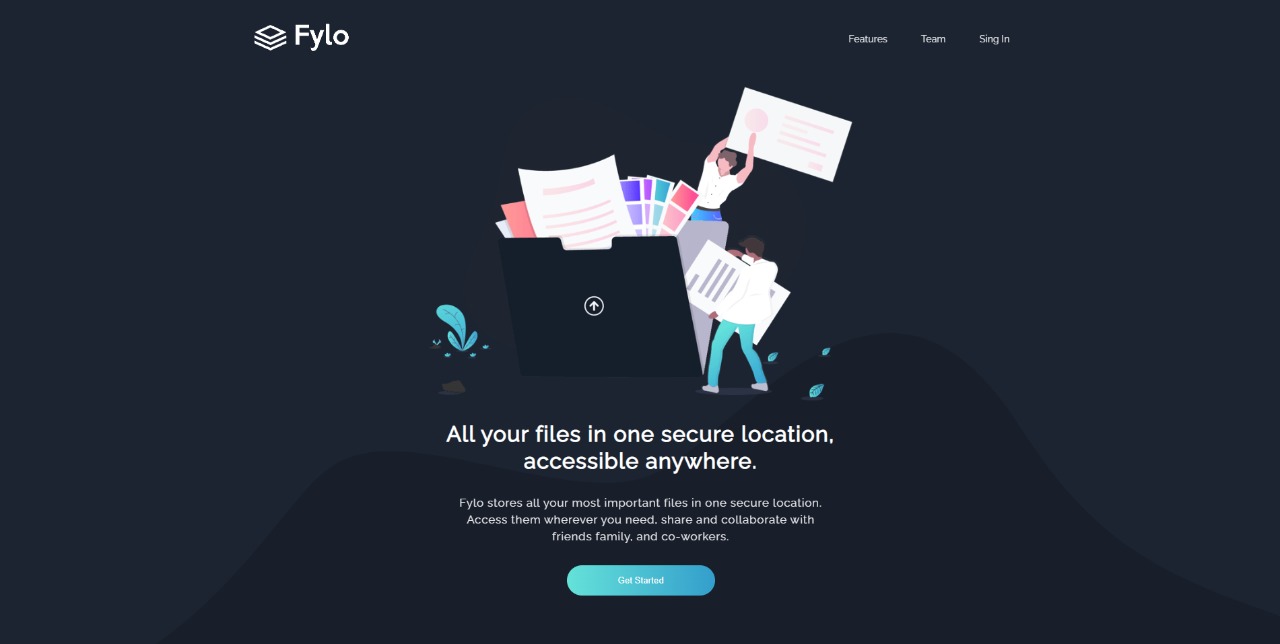 Fylo
Features
Team
Sing In
All your files in one secure location,
accessible anywhere.
Fylo stores all your most important files in one secure location.
Access them wherever you need, share and collaborate with
friends family, and co-workers.
Get Started